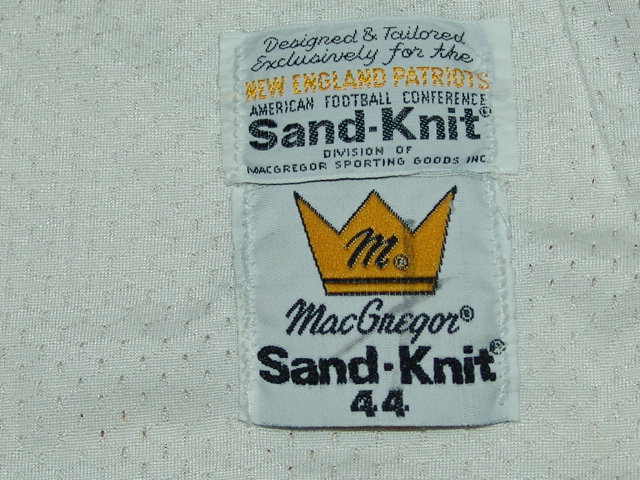 Designed & Tailored
Exclusively for the
NEW ENGLAND PATRIOTS
AMERICAN FOOTBALL CONFERENCE
Sand-Knit®
DIVISION OF
MACGREGOR SPORTING GOODS INC.
M®
MacGregor®
Sand-Knit®
44